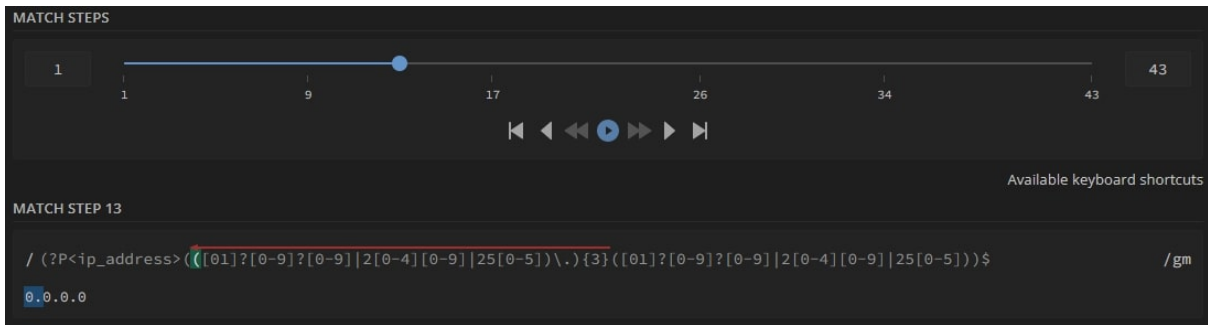 MATCH STEPS
1 43
1 9 17 26 34 43
Available keyboard shortcuts
MATCH STEP 13
/ (?P<ip_address>(([01]?[0-9]?[0-9]|2[0-4][0-9]|25[0-5])\.){3}([01]?[0-9]?[0-9]|2[0-4][0-9]|25[0-5]))$ /gm
0.0.0.0